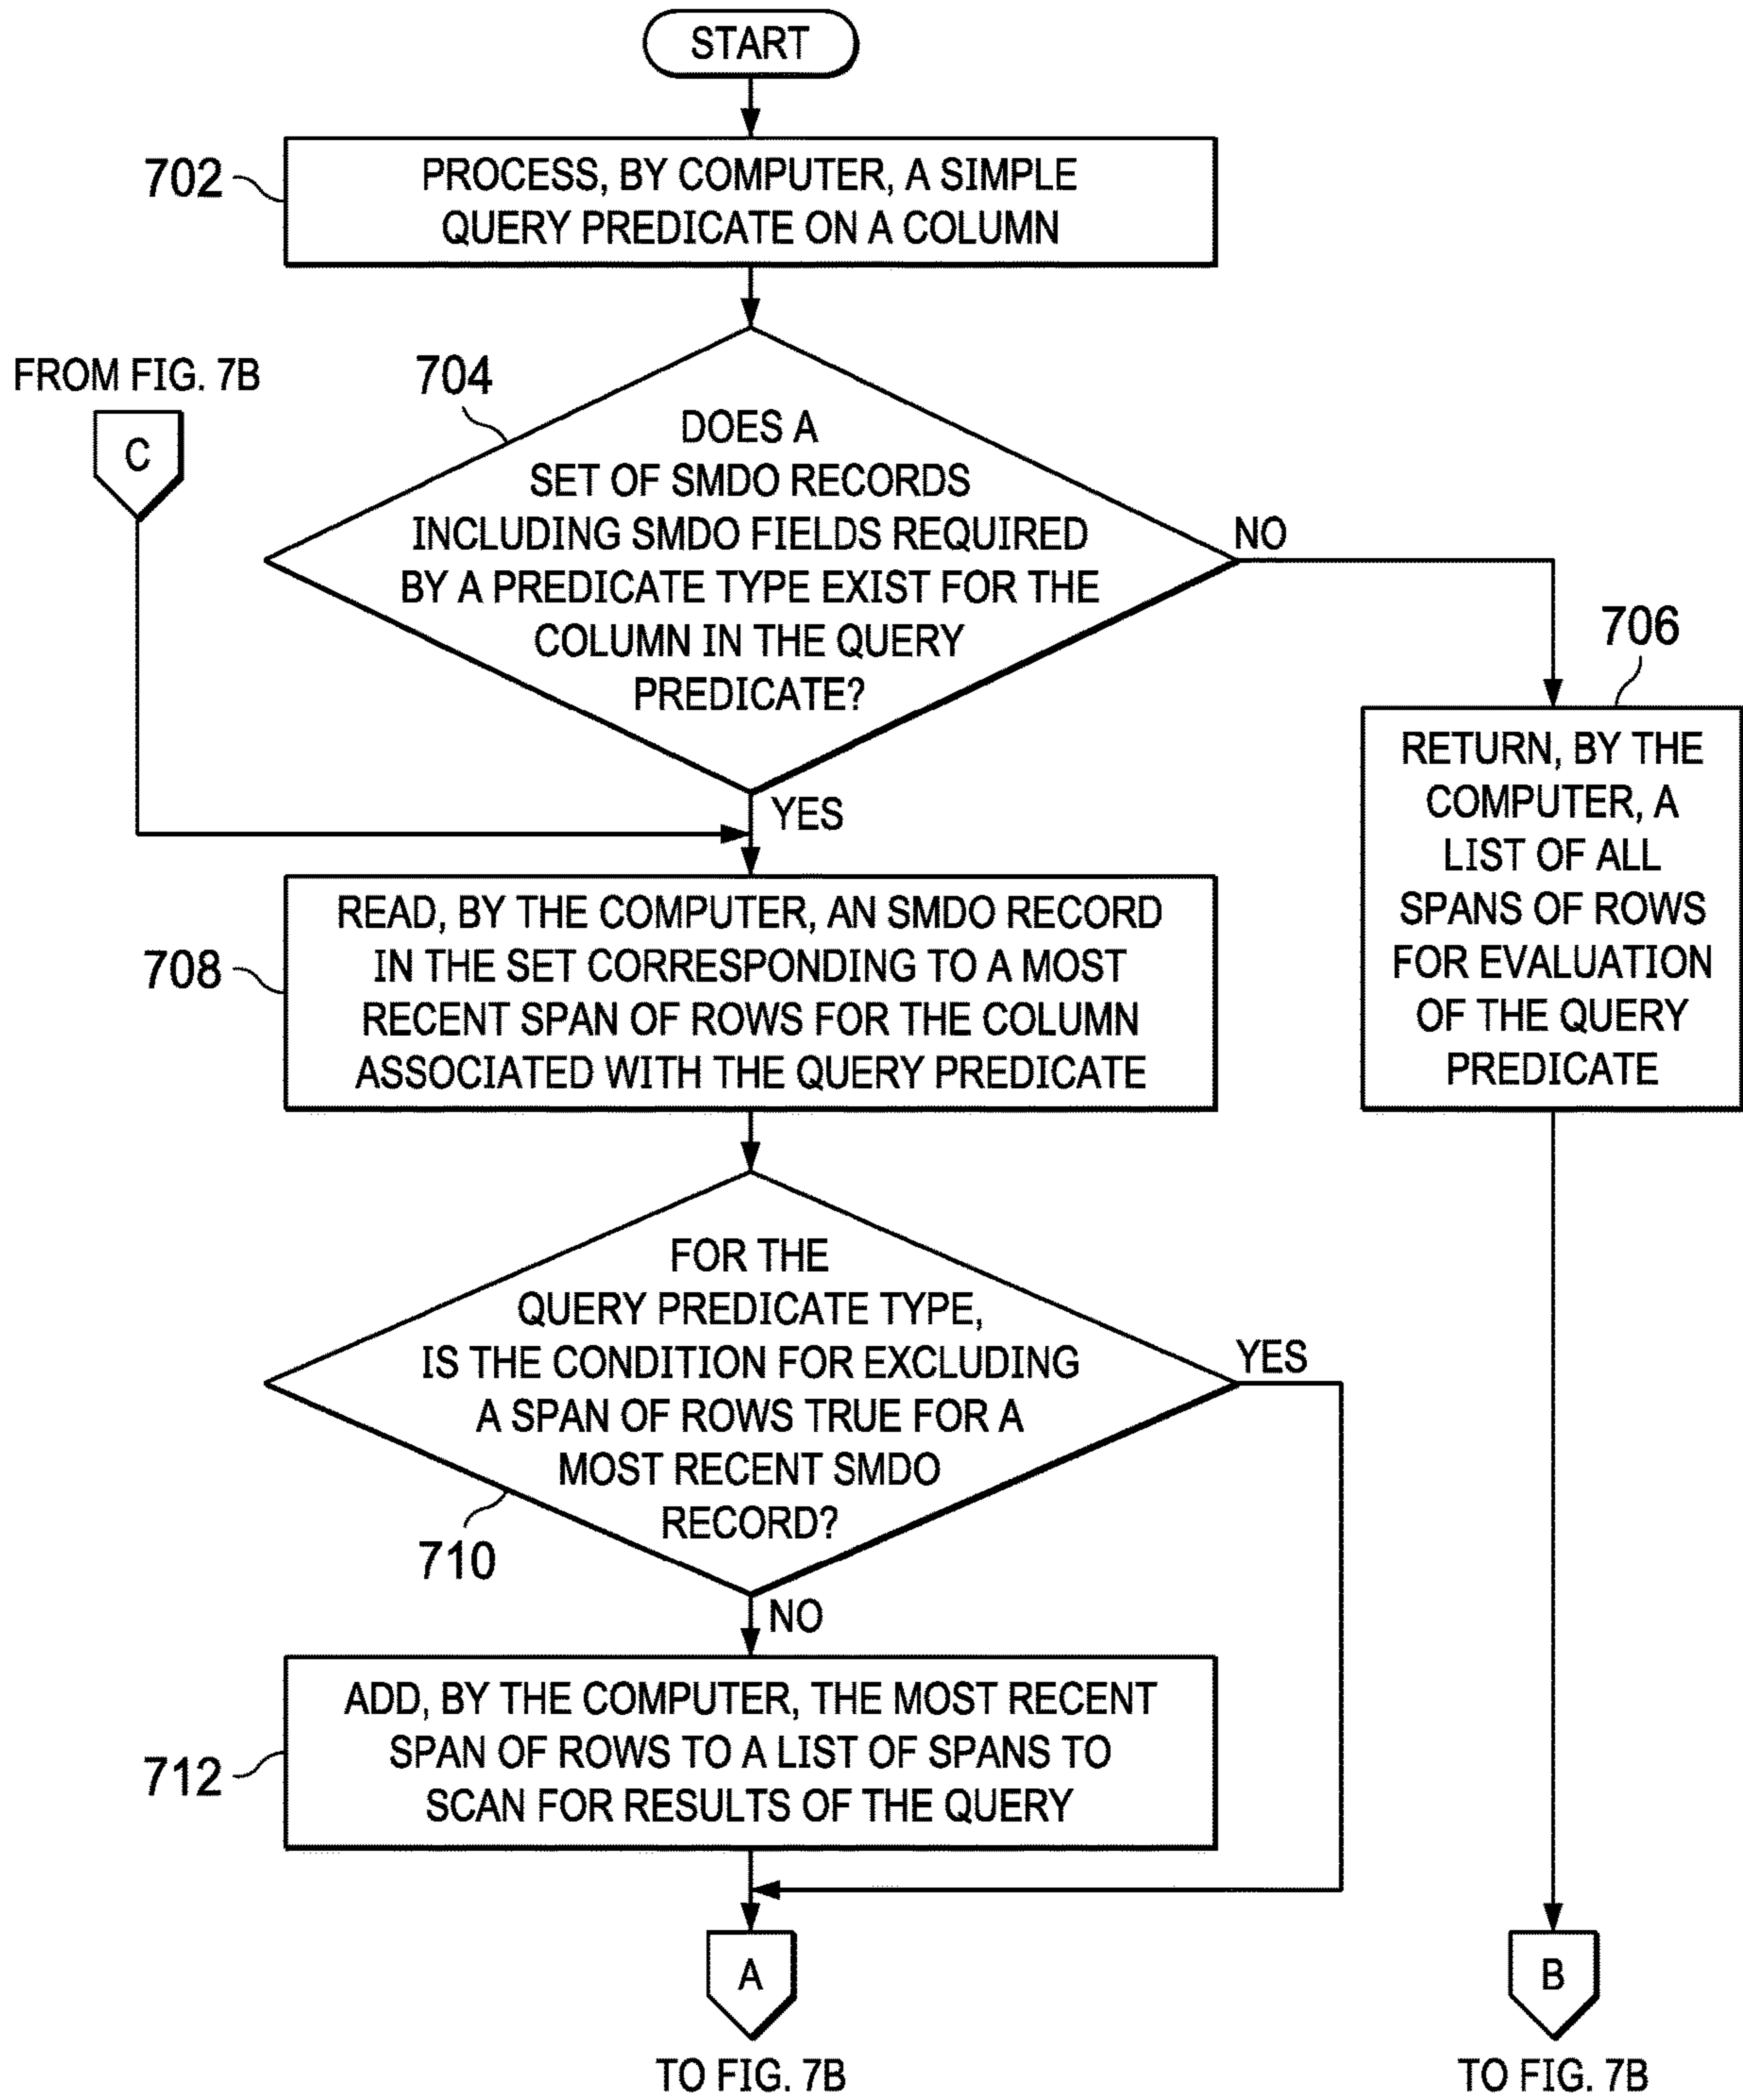 START
702
PROCESS, BY COMPUTER, A SIMPLE
QUERY PREDICATE ON A COLUMN
FROM FIG. 7B
C
704
DOES A
SET OF SMDO RECORDS
INCLUDING SMDO FIELDS REQUIRED
BY A PREDICATE TYPE EXIST FOR THE
COLUMN IN THE QUERY
PREDICATE?
NO
YES
706
RETURN, BY THE
COMPUTER, A
LIST OF ALL
SPANS OF ROWS
FOR EVALUATION
OF THE QUERY
PREDICATE
708
READ, BY THE COMPUTER, AN SMDO RECORD
IN THE SET CORRESPONDING TO A MOST
RECENT SPAN OF ROWS FOR THE COLUMN
ASSOCIATED WITH THE QUERY PREDICATE
FOR THE
QUERY PREDICATE TYPE,
IS THE CONDITION FOR EXCLUDING
A SPAN OF ROWS TRUE FOR A
MOST RECENT SMDO
RECORD?
YES
710
NO
712
ADD, BY THE COMPUTER, THE MOST RECENT
SPAN OF ROWS TO A LIST OF SPANS TO
SCAN FOR RESULTS OF THE QUERY
A
TO FIG. 7B
B
TO FIG. 7B